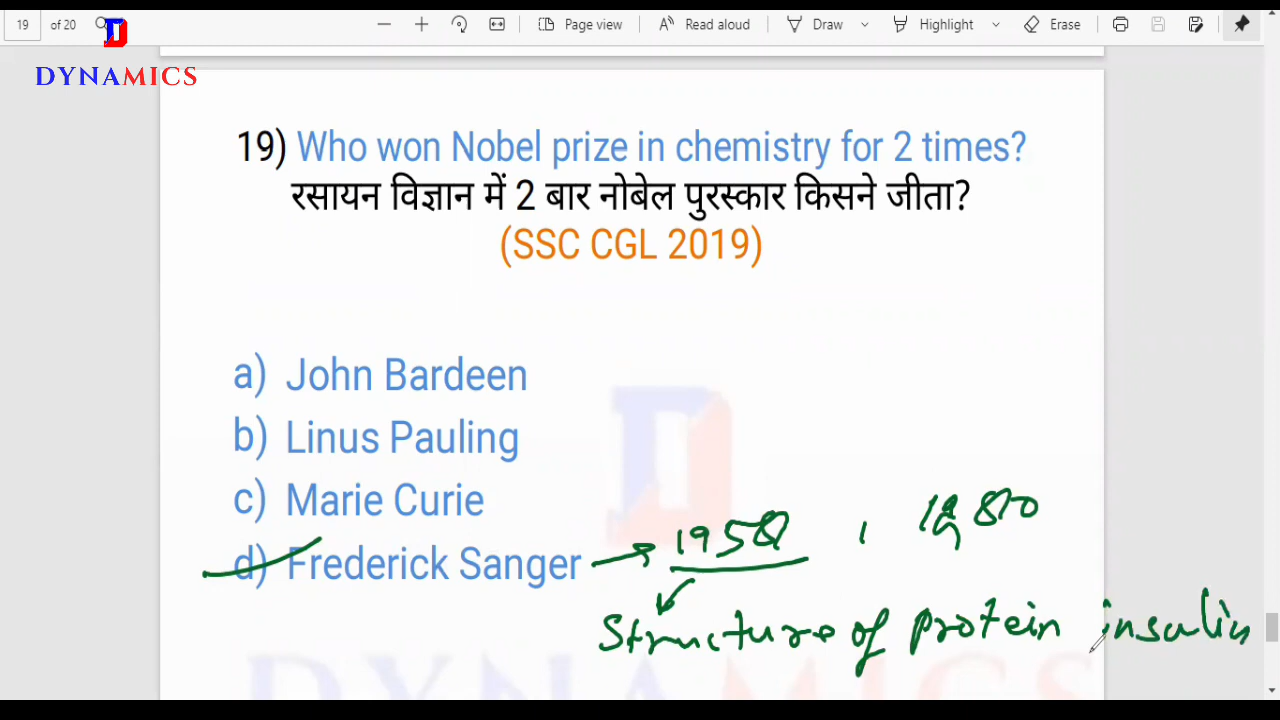 19 of 20 Page view Read aloud Draw Highlight Erase
DYNAMICS
19) Who won Nobel prize in chemistry for 2 times?
रसायन विज्ञान में 2 बार नोबेल पुरस्कार किसने जीता?
(SSC CGL 2019)
a) John Bardeen
b) Linus Pauling
c) Marie Curie
d) Frederick Sanger → 1958 ,
Structure of protein insulin